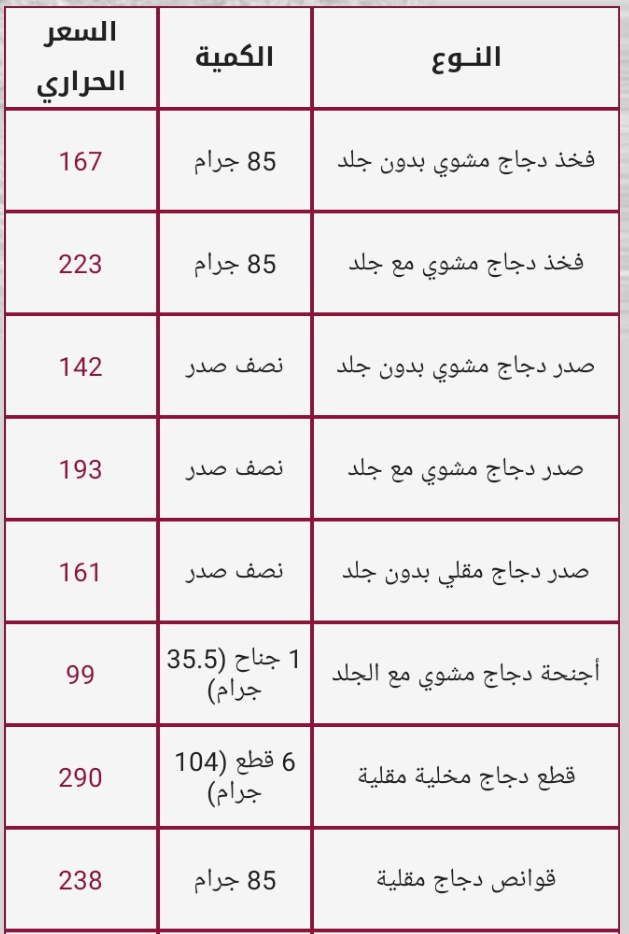 النــوع
الكمية
السعر
الحراري
فخذ دجاج مشوي بدون جلد
85 جرام
167
فخذ دجاج مشوي مع جلد
85 جرام
223
صدر دجاج مشوي بدون جلد
نصف صدر
142
صدر دجاج مشوي مع جلد
نصف صدر
193
صدر دجاج مقلي بدون جلد
نصف صدر
161
أجنحة دجاج مشوي مع الجلد
1 جناح (35.5
جرام)
99
قطع دجاج مخلية مقلية
6 قطع (104
جرام)
290
قوانص دجاج مقلية
85 جرام
238